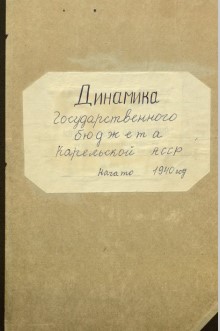 Динамика
Государственного
бюджета
Карельской АССР
Начато 1940 год